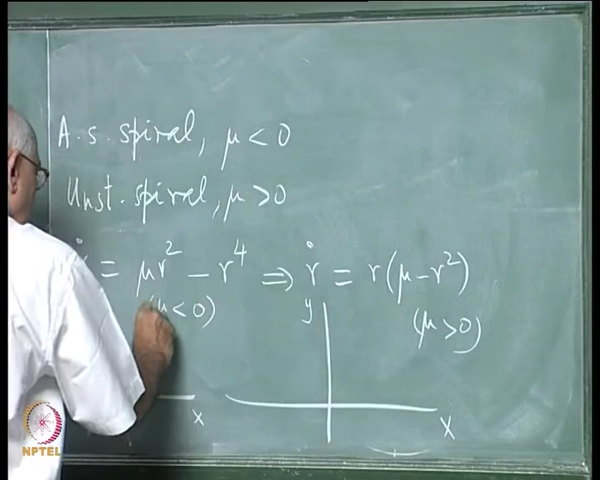 A.s. spiral, μ < 0
Unst. spiral, μ > 0
= μr² − r⁴ ⇒ ṙ = r(μ − r²)
(μ < 0) y (μ > 0)
x x
NPTEL